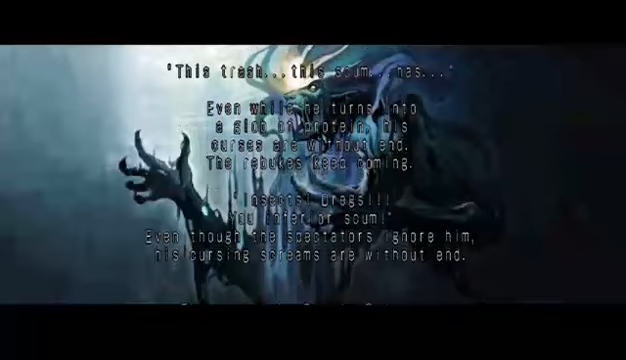 "This trash...this scum...has..."
Even while he turns into
a glob of protein, his
curses are without end.
The rebukes keep coming.
"Insects! Dregs!!!
You inferior scum!"
Even though the spectators ignore him,
his cursing screams are without end.